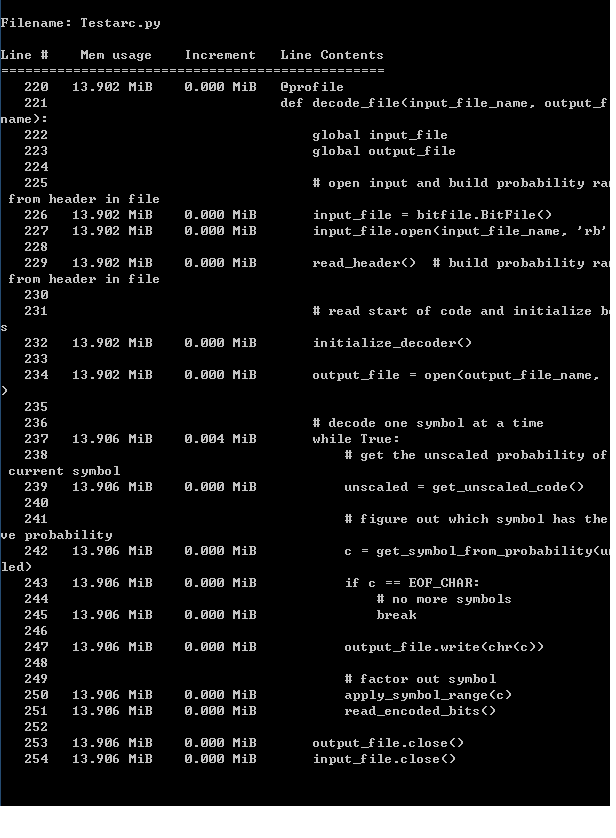 Filename: Testarc.py
Line #    Mem usage    Increment   Line Contents
================================================
   220   13.902 MiB    0.000 MiB   @profile
   221                             def decode_file(input_file_name, output_f
name):
   222                                 global input_file
   223                                 global output_file
   224
   225                                 # open input and build probability ra
 from header in file
   226   13.902 MiB    0.000 MiB       input_file = bitfile.BitFile()
   227   13.902 MiB    0.000 MiB       input_file.open(input_file_name, 'rb'
   228
   229   13.902 MiB    0.000 MiB       read_header()  # build probability ra
 from header in file
   230
   231                                 # read start of code and initialize b
s
   232   13.902 MiB    0.000 MiB       initialize_decoder()
   233
   234   13.902 MiB    0.000 MiB       output_file = open(output_file_name,
)
   235
   236                                 # decode one symbol at a time
   237   13.906 MiB    0.004 MiB       while True:
   238                                     # get the unscaled probability of
 current symbol
   239   13.906 MiB    0.000 MiB           unscaled = get_unscaled_code()
   240
   241                                     # figure out which symbol has the
ve probability
   242   13.906 MiB    0.000 MiB           c = get_symbol_from_probability(u
led)
   243   13.906 MiB    0.000 MiB           if c == EOF_CHAR:
   244                                         # no more symbols
   245   13.906 MiB    0.000 MiB               break
   246
   247   13.906 MiB    0.000 MiB           output_file.write(chr(c))
   248
   249                                     # factor out symbol
   250   13.906 MiB    0.000 MiB           apply_symbol_range(c)
   251   13.906 MiB    0.000 MiB           read_encoded_bits()
   252
   253   13.906 MiB    0.000 MiB       output_file.close()
   254   13.906 MiB    0.000 MiB       input_file.close()